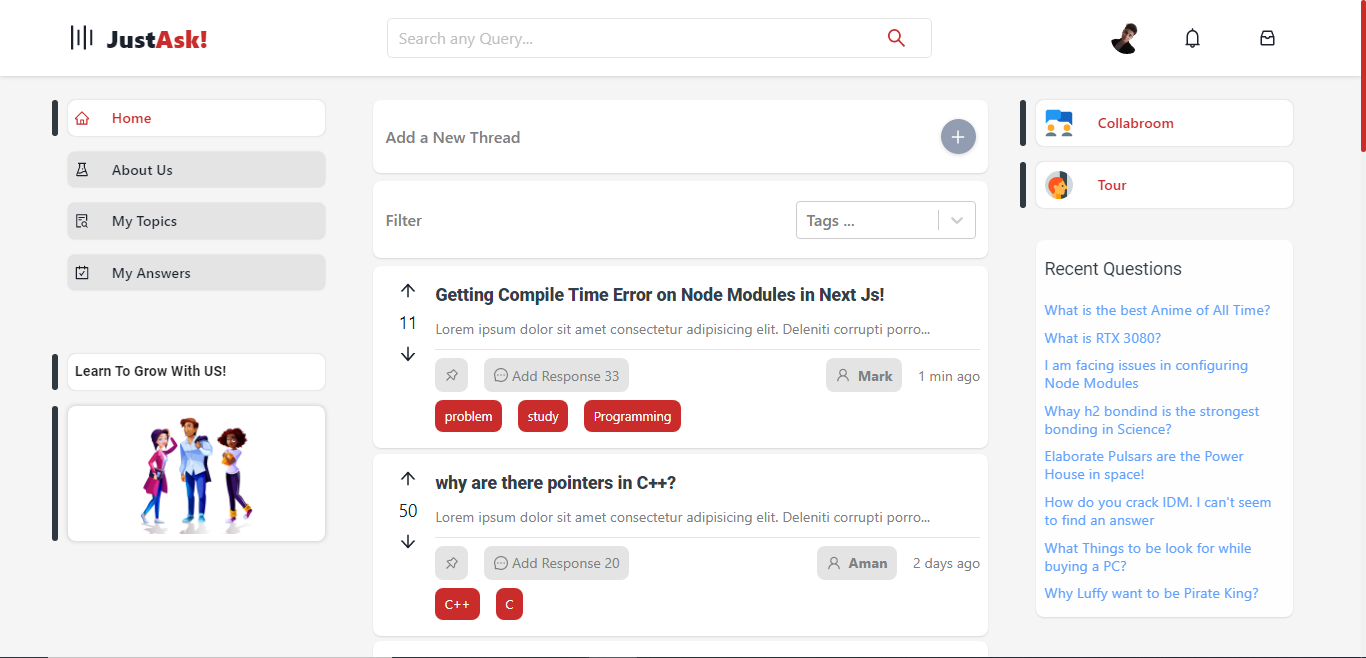 JustAsk!
Search any Query...
Home
About Us
My Topics
My Answers
Learn To Grow With US!
Add a New Thread
Filter
Tags ...
Getting Compile Time Error on Node Modules in Next Js!
11
Lorem ipsum dolor sit amet consectetur adipisicing elit. Deleniti corrupti porro...
Add Response 33
Mark
1 min ago
problem
study
Programming
why are there pointers in C++?
50
Lorem ipsum dolor sit amet consectetur adipisicing elit. Deleniti corrupti porro...
Add Response 20
Aman
2 days ago
C++
C
Collabroom
Tour
Recent Questions
What is the best Anime of All Time?
What is RTX 3080?
I am facing issues in configuring
Node Modules
Whay h2 bondind is the strongest
bonding in Science?
Elaborate Pulsars are the Power
House in space!
How do you crack IDM. I can't seem
to find an answer
What Things to be look for while
buying a PC?
Why Luffy want to be Pirate King?